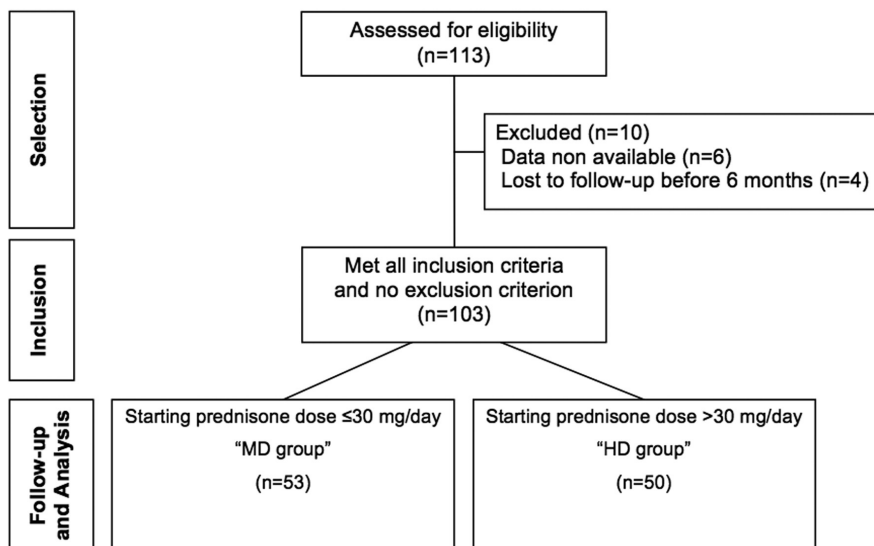 Selection
Assessed for eligibility
(n=113)
Excluded (n=10)
Data non available (n=6)
Lost to follow-up before 6 months (n=4)
Inclusion
Met all inclusion criteria
and no exclusion criterion
(n=103)
Follow-up
and Analysis
Starting prednisone dose ≤30 mg/day
“MD group”
(n=53)
Starting prednisone dose >30 mg/day
“HD group”
(n=50)